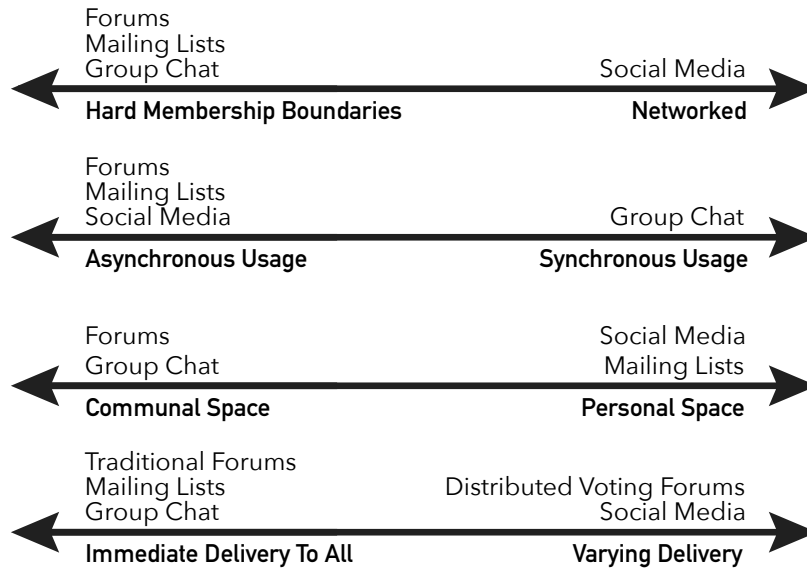 Forums
Mailing Lists
Group Chat
Social Media
Hard Membership Boundaries
Networked
Forums
Mailing Lists
Social Media
Group Chat
Asynchronous Usage
Synchronous Usage
Forums
Group Chat
Social Media
Mailing Lists
Communal Space
Personal Space
Traditional Forums
Mailing Lists
Group Chat
Distributed Voting Forums
Social Media
Immediate Delivery To All
Varying Delivery